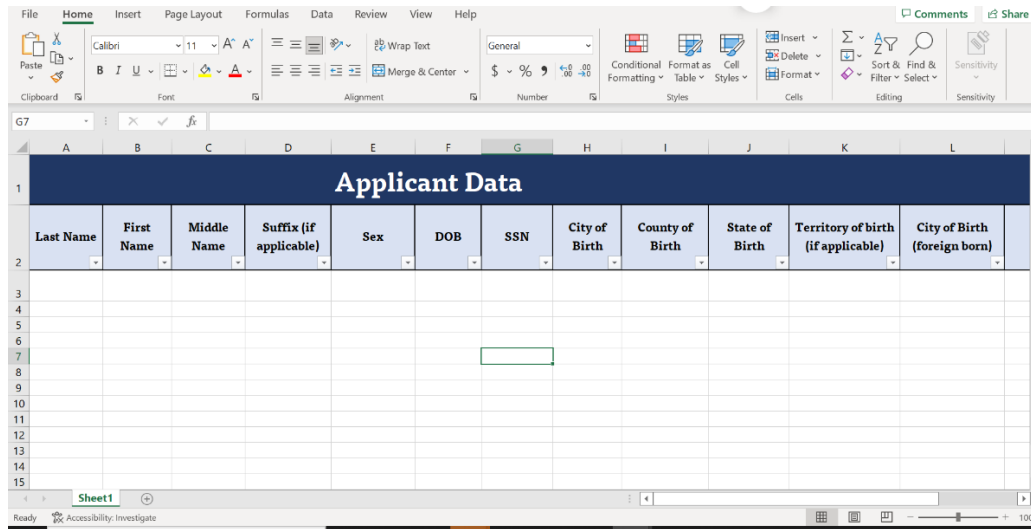 File Home Insert Page Layout Formulas Data Review View Help Comments Share
Paste Calibri 11 A^ A˅ Wrap Text General Conditional Formatting Format as Table Cell Styles Insert Sort & Filter Find & Select Sensitivity
B I U A Merge & Center $ % 9 Delete
Format
Clipboard Font Alignment Number Styles Cells Editing Sensitivity
G7 fx
A B C D E F G H I J K L
1 Applicant Data
2 Last Name First Name Middle Name Suffix (if applicable) Sex DOB SSN City of Birth County of Birth State of Birth Territory of birth (if applicable) City of Birth (foreign born)
3
4
5
6
7
8
9
10
11
12
13
14
15
Sheet1
Ready Accessibility: Investigate